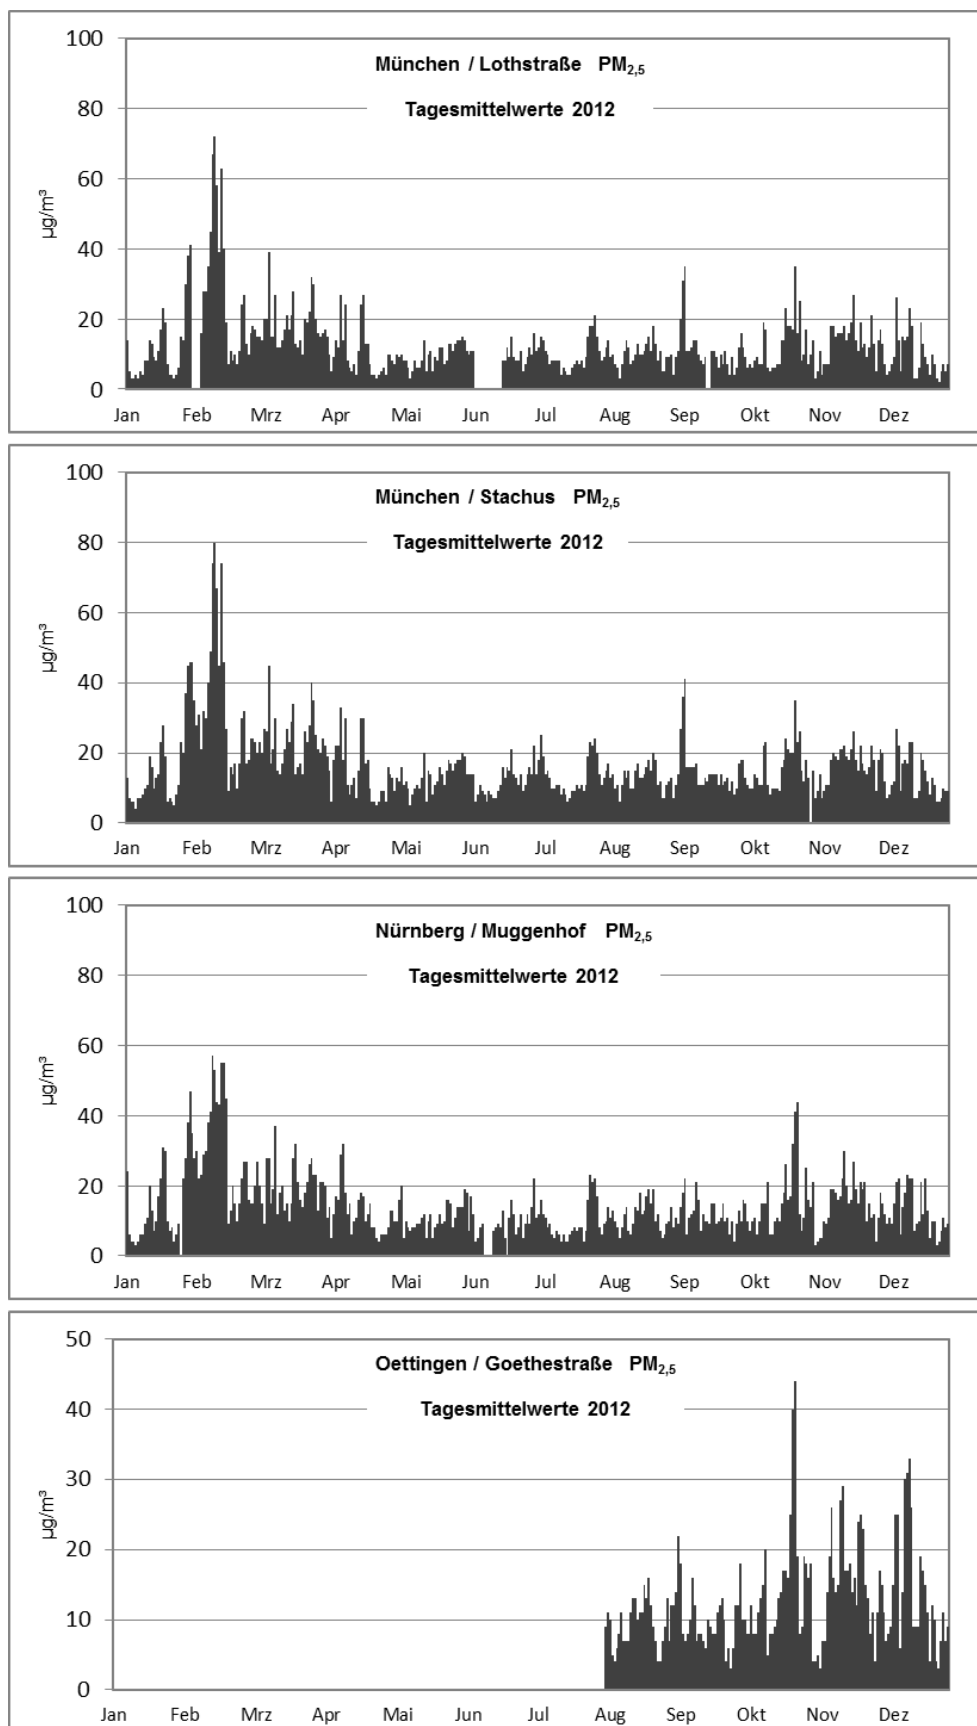 München / Lothstraße PM2,5
Tagesmittelwerte 2012
µg/m³
100
80
60
40
20
0
Jan Feb Mrz Apr Mai Jun Jul Aug Sep Okt Nov Dez
München / Stachus PM2,5
Tagesmittelwerte 2012
µg/m³
100
80
60
40
20
0
Jan Feb Mrz Apr Mai Jun Jul Aug Sep Okt Nov Dez
Nürnberg / Muggenhof PM2,5
Tagesmittelwerte 2012
µg/m³
100
80
60
40
20
0
Jan Feb Mrz Apr Mai Jun Jul Aug Sep Okt Nov Dez
Oettingen / Goethestraße PM2,5
Tagesmittelwerte 2012
µg/m³
50
40
30
20
10
0
Jan Feb Mrz Apr Mai Jun Jul Aug Sep Okt Nov Dez